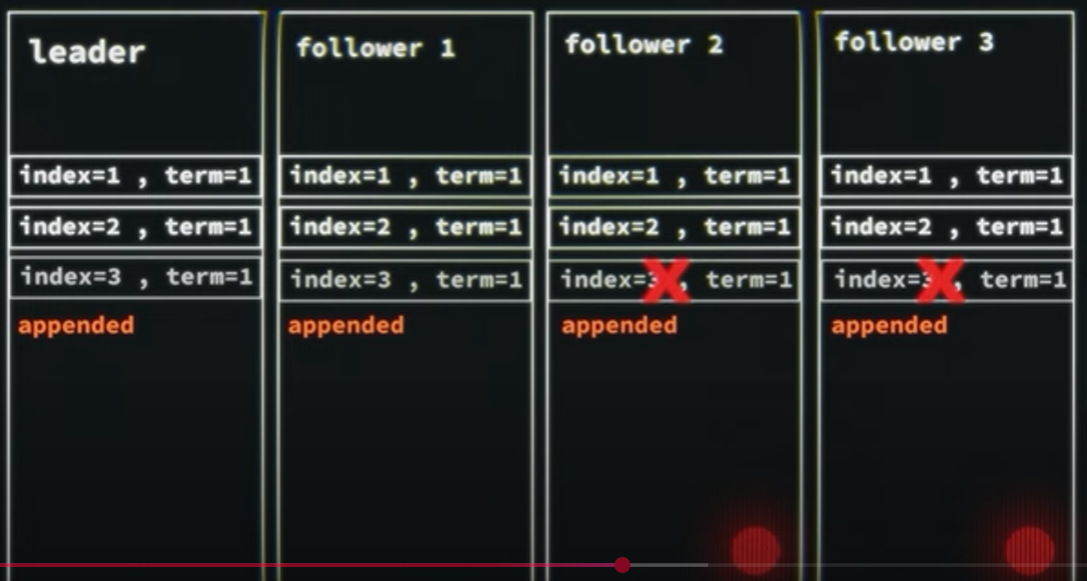 leader
index=1 , term=1
index=2 , term=1
index=3 , term=1
appended
follower 1
index=1 , term=1
index=2 , term=1
index=3 , term=1
appended
follower 2
index=1 , term=1
index=2 , term=1
index=3, term=1
appended
follower 3
index=1 , term=1
index=2 , term=1
index=3, term=1
appended